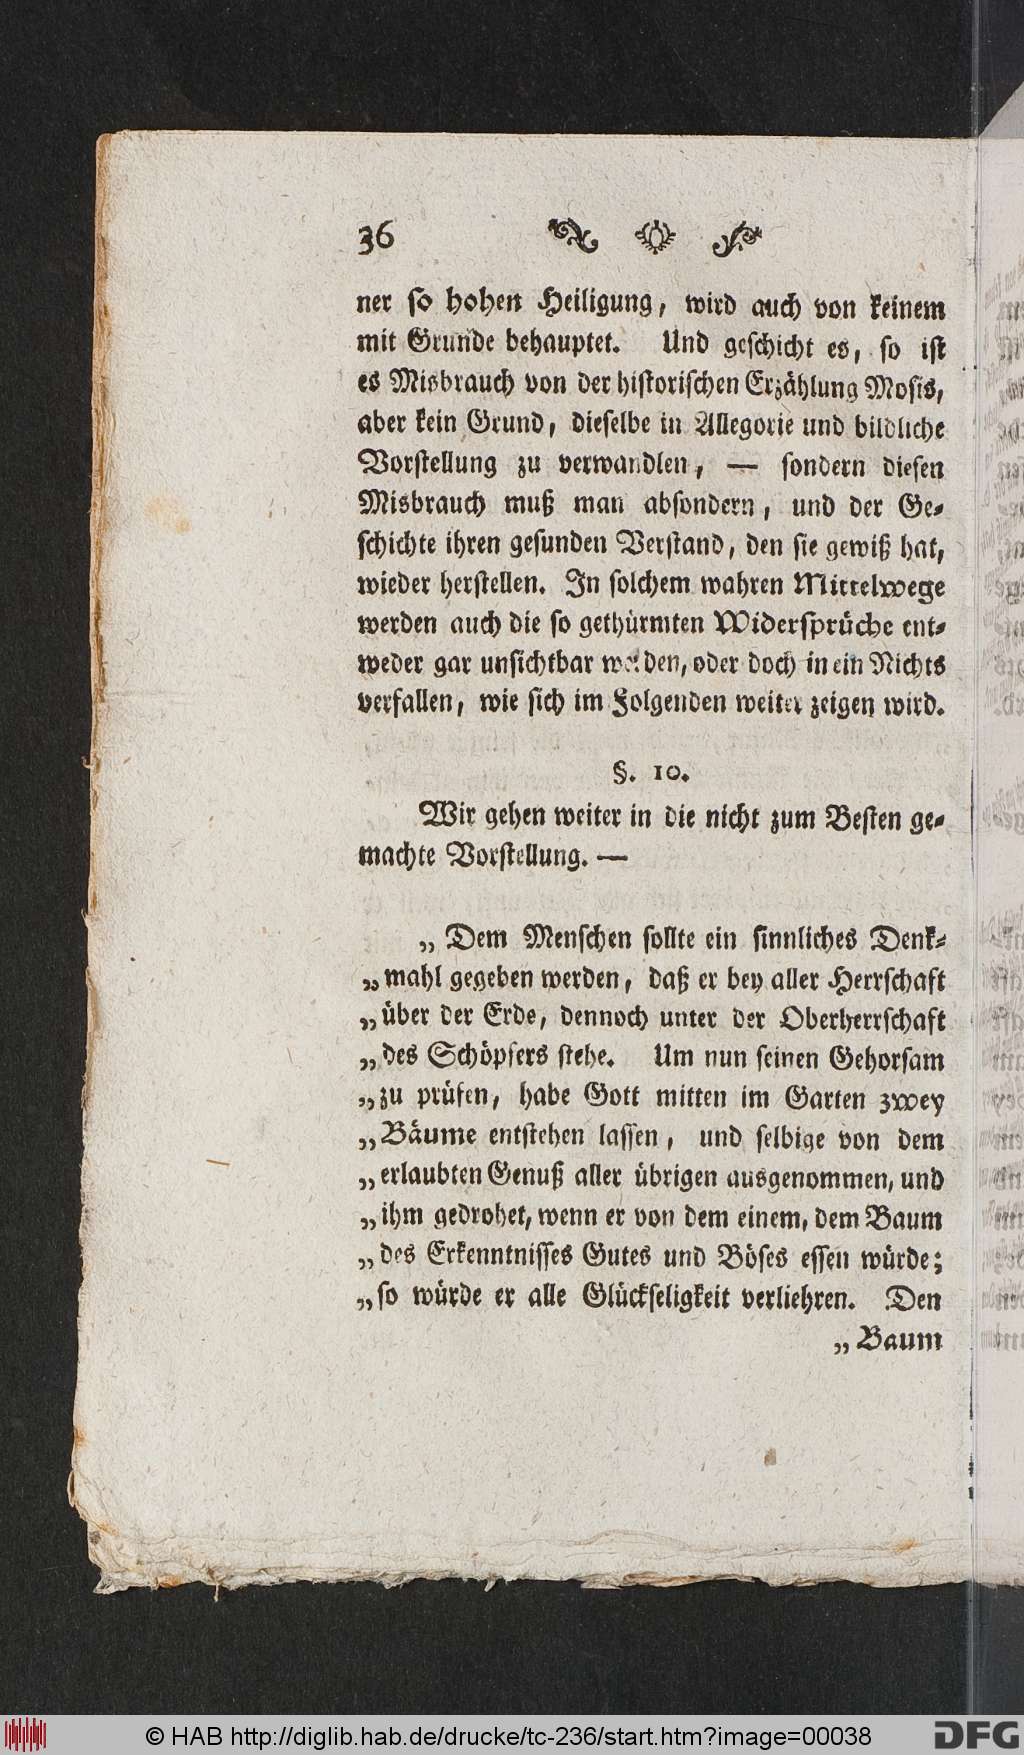 36
ner so hohen Heiligung, wird auch von keinem
mit Grunde behauptet. Und geschicht es, so ist
es Misbrauch von der historischen Erzählung Mosis,
aber kein Grund, dieselbe in Allegorie und bildliche
Vorstellung zu verwandlen, — sondern diesen
Misbrauch muß man absondern, und der Ge-
schichte ihren gesunden Verstand, den sie gewiß hat,
wieder herstellen. In solchem wahren Mittelwege
werden auch die so gethürmten Widersprüche ent-
weder gar unsichtbar werden, oder doch in ein Nichts
verfallen, wie sich im Folgenden weiter zeigen wird.
§. 10.
Wir gehen weiter in die nicht zum Besten ge-
machte Vorstellung. —
„ Dem Menschen sollte ein sinnliches Denk-
„ mahl gegeben werden, daß er bey aller Herrschaft
„ über der Erde, dennoch unter der Oberherrschaft
„ des Schöpfers stehe. Um nun seinen Gehorsam
„ zu prüfen, habe Gott mitten im Garten zwey
„ Bäume entstehen lassen, und selbige von dem
„ erlaubten Genuß aller übrigen ausgenommen, und
„ ihm gedrohet, wenn er von dem einem, dem Baum
„ des Erkenntnisses Gutes und Böses essen würde;
„ so würde er alle Glückseligkeit verliehren. Den
„ Baum
© HAB http://diglib.hab.de/drucke/tc-236/start.htm?image=00038
DFG